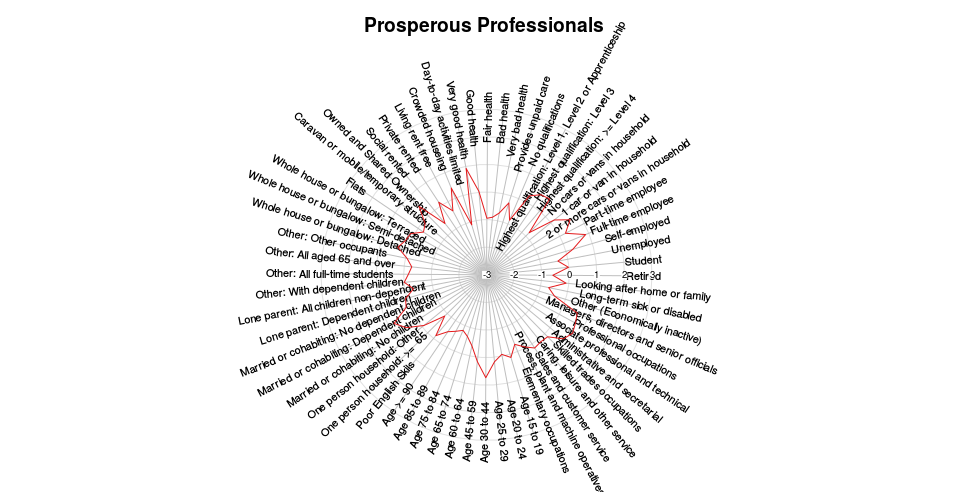 Prosperous Professionals
Fair health
Bad health
Very bad health
Provides unpaid care
No qualifications
Highest qualification: Level 1, Level 2 or Apprenticeship
Highest qualification: Level 3
Highest qualification: >= Level 4
No cars or vans in household
1 car or van in household
2 or more cars or vans in household
Part-time employee
Full-time employee
Self-employed
Unemployed
Student
Retired
Looking after home or family
Long-term sick or disabled
Other (Economically inactive)
Managers, directors and senior officials
Professional occupations
Associate professional and technical
Administrative and secretarial
Skilled trades occupations
Caring, leisure and other service
Sales and customer service
Process, plant and machine operatives
Elementary occupations
Age 15 to 19
Age 20 to 24
Age 25 to 29
Age 30 to 44
Age 45 to 59
Age 60 to 64
Age 65 to 74
Age 75 to 84
Age 85 to 89
Age >= 90
Poor English Skills
One person household: >= 65
One person household: Other
Married or cohabiting: No children
Married or cohabiting: Dependent children
Married or cohabiting: No dependent children
Lone parent: Dependent children
Lone parent: All children non-dependent
Other: With dependent children
Other: All full-time students
Other: All aged 65 and over
Other: Other occupants
Whole house or bungalow: Detached
Whole house or bungalow: Semi-detached
Whole house or bungalow: Terraced
Flats
Caravan or mobile/temporary structure
Owned and Shared Ownership
Social rented
Private rented
Living rent free
Crowded houseing
Day-to-day activities limited
Very good health
Good health
-3
-2
-1
0
1
2
3